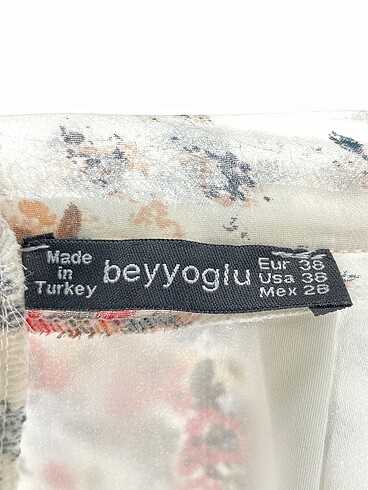 Made
in
Turkey
beyyoglu
Eur 38
Usa 38
Mex 28